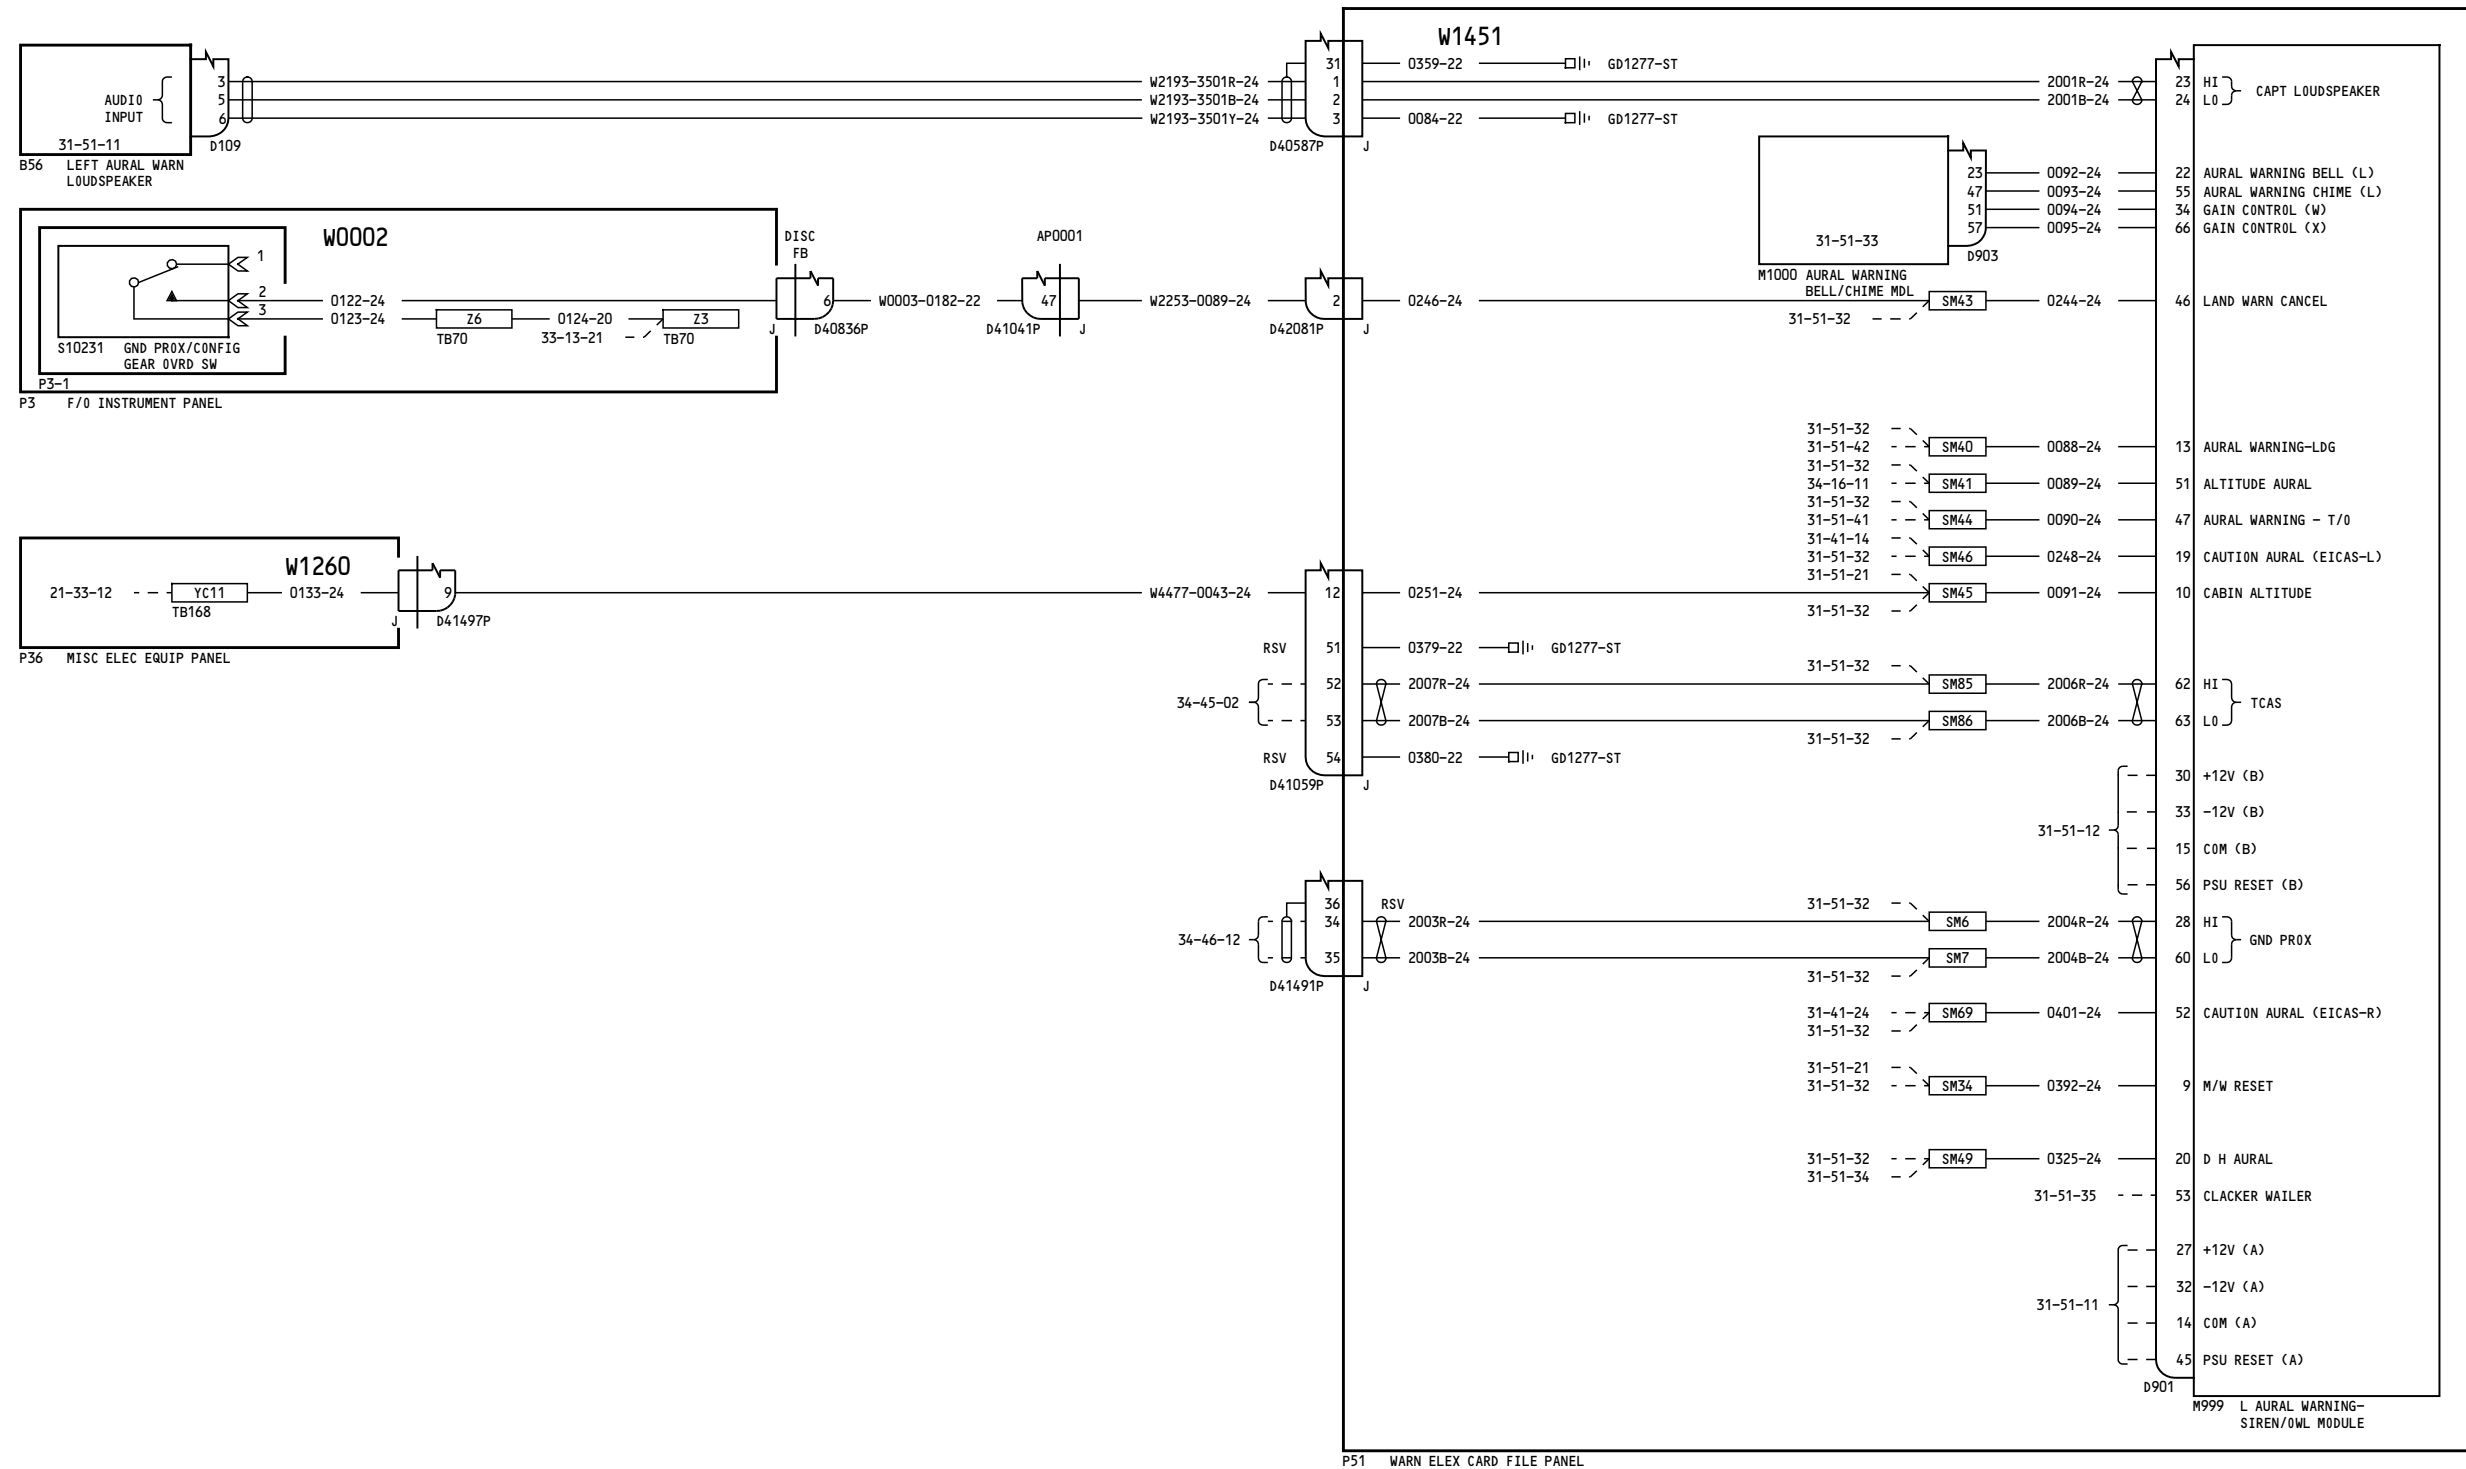 W1451
31 0359-22 GD1277-ST
AUDIO INPUT
3 W2193-3501R-24 1 2001R-24 23 HI
5 W2193-3501B-24 2 2001B-24 24 LO
CAPT LOUDSPEAKER
6 W2193-3501Y-24 3 0084-22 GD1277-ST
31-51-11
D109
D40587P J
B56 LEFT AURAL WARN
LOUDSPEAKER
23 0092-24 22 AURAL WARNING BELL (L)
47 0093-24 55 AURAL WARNING CHIME (L)
51 0094-24 34 GAIN CONTROL (W)
57 0095-24 66 GAIN CONTROL (X)
31-51-33
D903
M1000 AURAL WARNING
BELL/CHIME MDL
W0002
DISC
FB
AP0001
1
2 0122-24 6 W0003-0182-22 47 W2253-0089-24 2 0246-24 SM43 0244-24 46 LAND WARN CANCEL
3 0123-24 Z6 0124-20 Z3
31-51-32
TB70 33-13-21 TB70
J D40836P D41041P J D42081P J
S10231 GND PROX/CONFIG
GEAR OVRD SW
P3-1
P3 F/O INSTRUMENT PANEL
31-51-32
31-51-42 SM40 0088-24 13 AURAL WARNING-LDG
31-51-32
34-16-11 SM41 0089-24 51 ALTITUDE AURAL
31-51-32
31-51-41 SM44 0090-24 47 AURAL WARNING - T/O
31-41-14
31-51-32 SM46 0248-24 19 CAUTION AURAL (EICAS-L)
31-51-21
W1260
21-33-12 YC11 0133-24 9 W4477-0043-24 12 0251-24 SM45 0091-24 10 CABIN ALTITUDE
TB168
31-51-32
J D41497P
P36 MISC ELEC EQUIP PANEL
RSV 51 0379-22 GD1277-ST
31-51-32
52 2007R-24 SM85 2006R-24 62 HI
34-45-02
TCAS
53 2007B-24 SM86 2006B-24 63 LO
31-51-32
RSV 54 0380-22 GD1277-ST
D41059P J
30 +12V (B)
33 -12V (B)
31-51-12
15 COM (B)
56 PSU RESET (B)
36 RSV
31-51-32
34 2003R-24 SM6 2004R-24 28 HI
34-46-12
GND PROX
35 2003B-24 SM7 2004B-24 60 LO
31-51-32
D41491P J
31-41-24 SM69 0401-24 52 CAUTION AURAL (EICAS-R)
31-51-32
31-51-21
31-51-32 SM34 0392-24 9 M/W RESET
31-51-32 SM49 0325-24 20 D H AURAL
31-51-34
31-51-35 53 CLACKER WAILER
27 +12V (A)
32 -12V (A)
31-51-11
14 COM (A)
45 PSU RESET (A)
D901
M999 L AURAL WARNING-
SIREN/OWL MODULE
P51 WARN ELEX CARD FILE PANEL